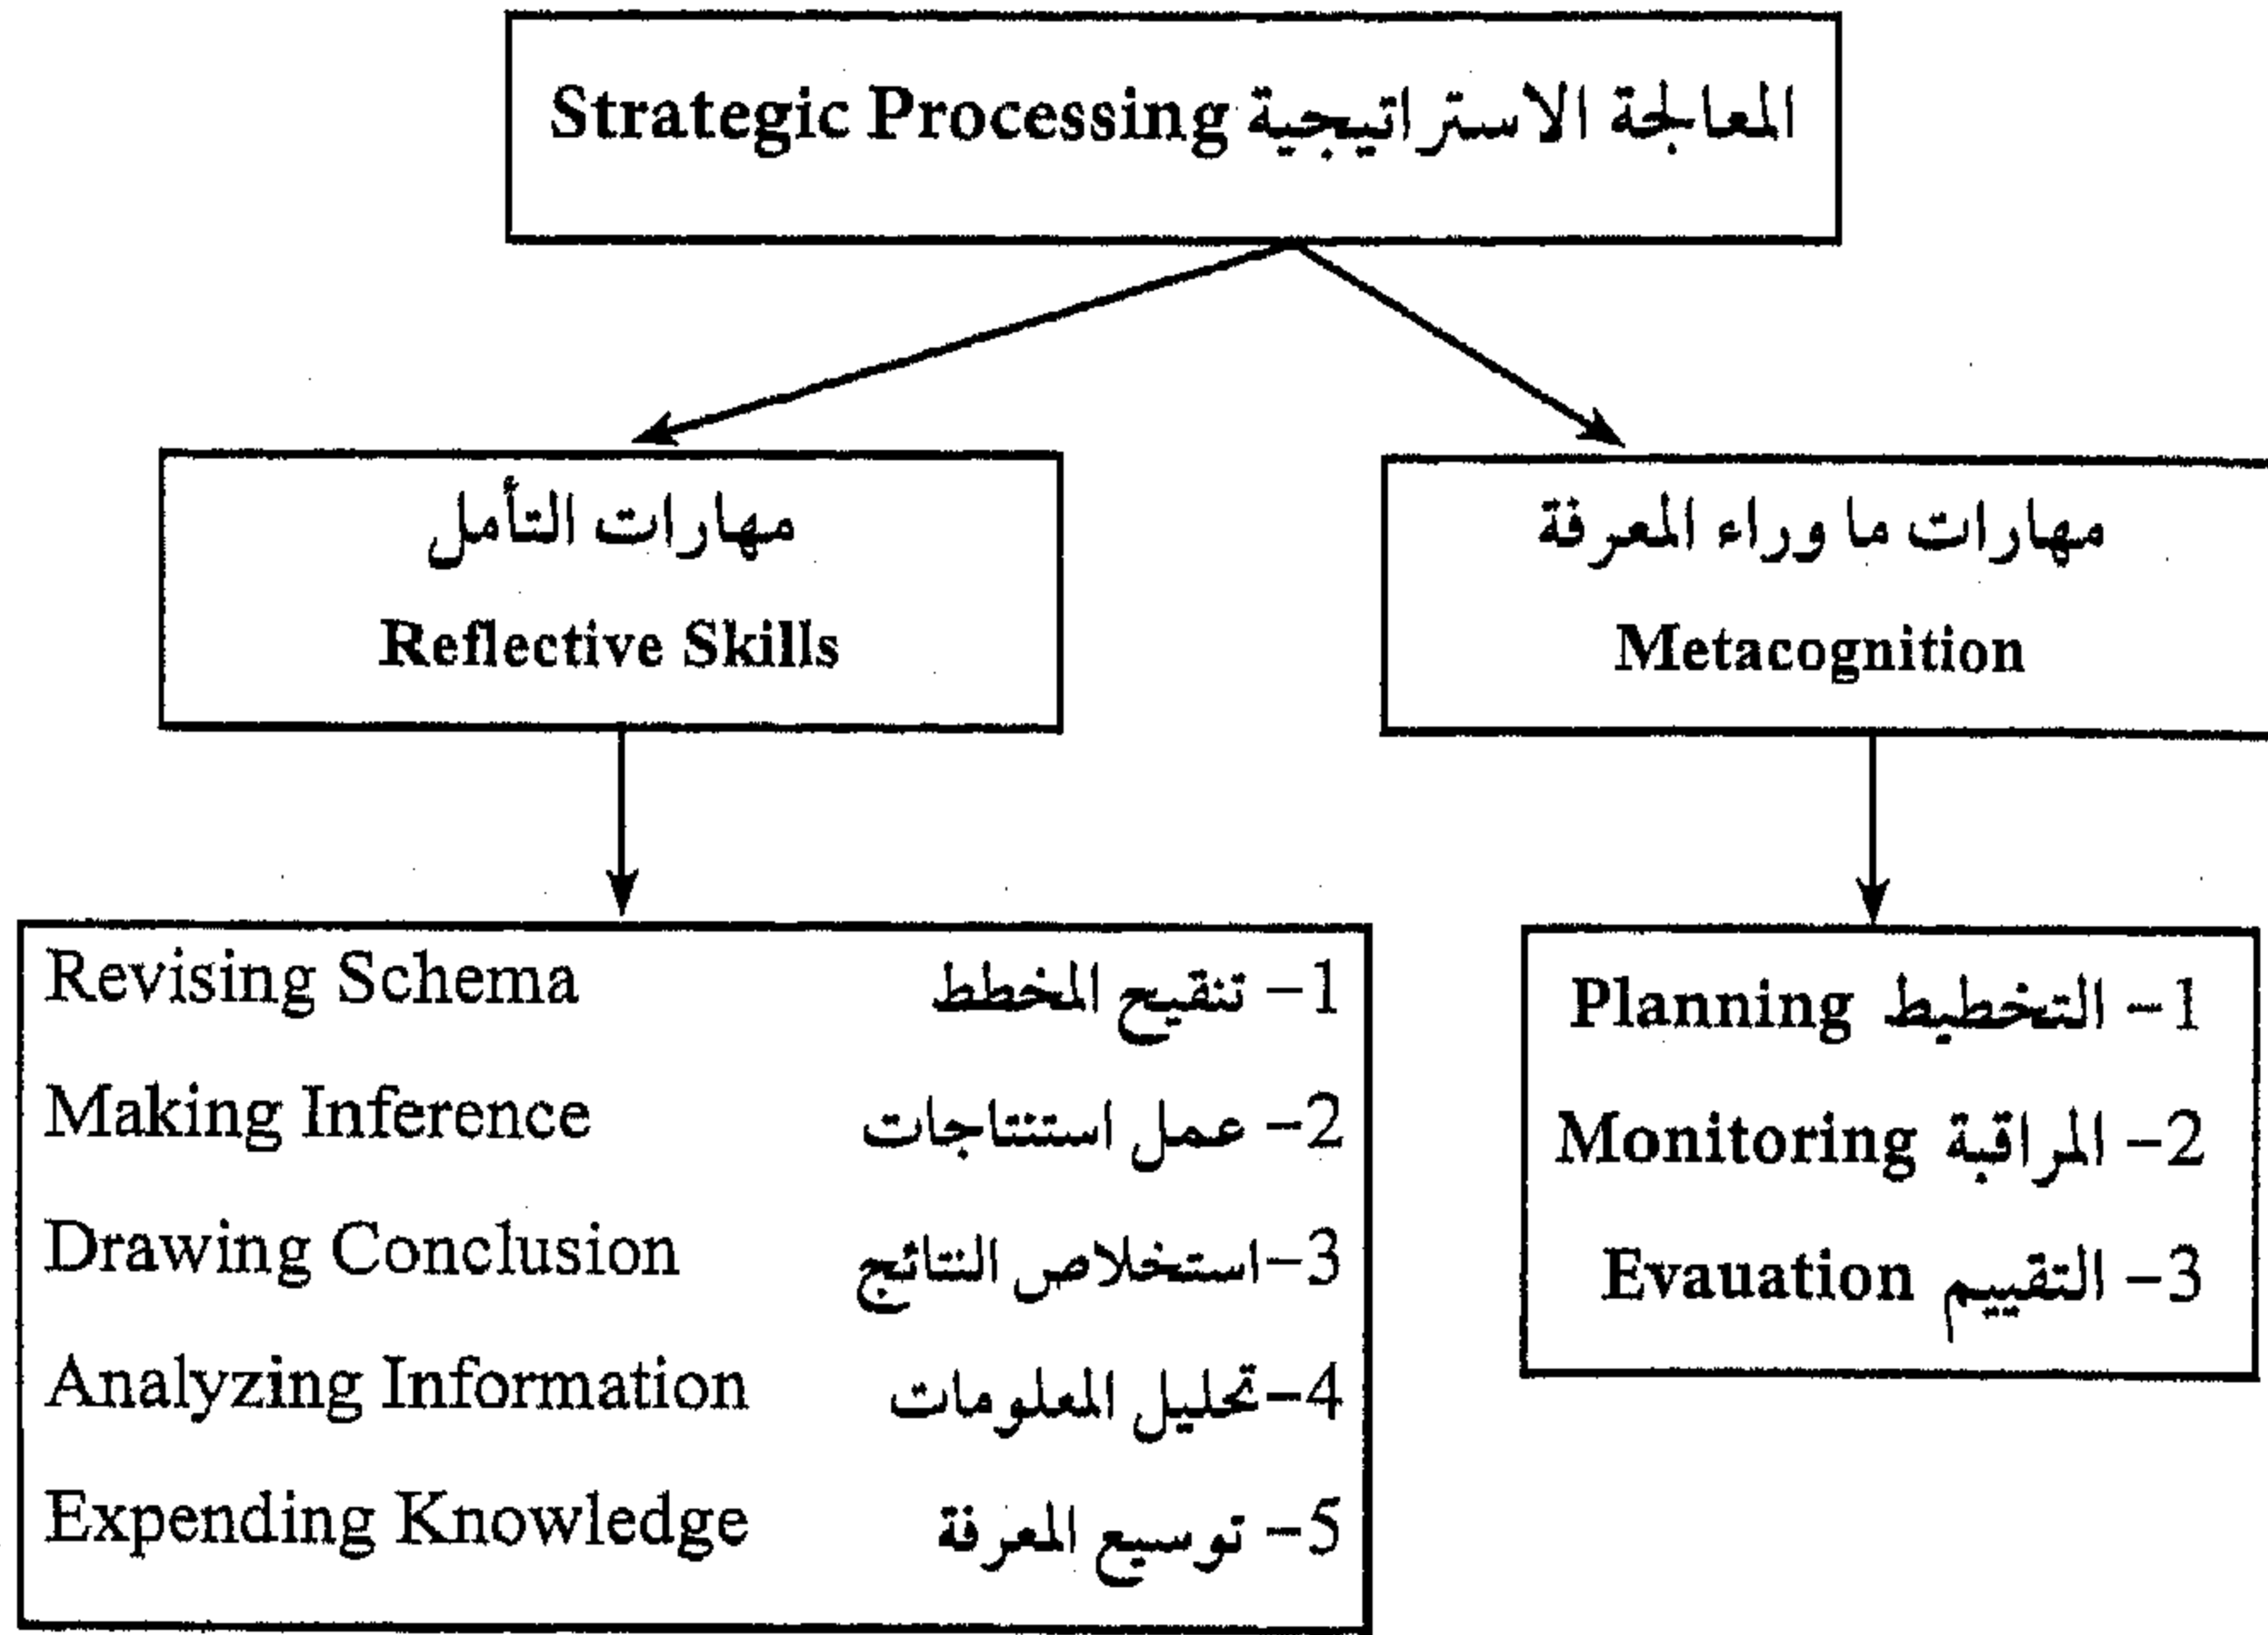 المعالجة الاستراتيجية Strategic Processing
مهارات ما وراء المعرفة
Metacognition
مهارات التأمل
Reflective Skills
1- التخطيط Planning
2- المراقبة Monitoring
3- التقييم Evauation
1- تنقيح المخطط Revising Schema
2- عمل استنتاجات Making Inference
3-استخلاص النتائج Drawing Conclusion
4-تحليل المعلومات Analyzing Information
5- توسيع المعرفة Expending Knowledge